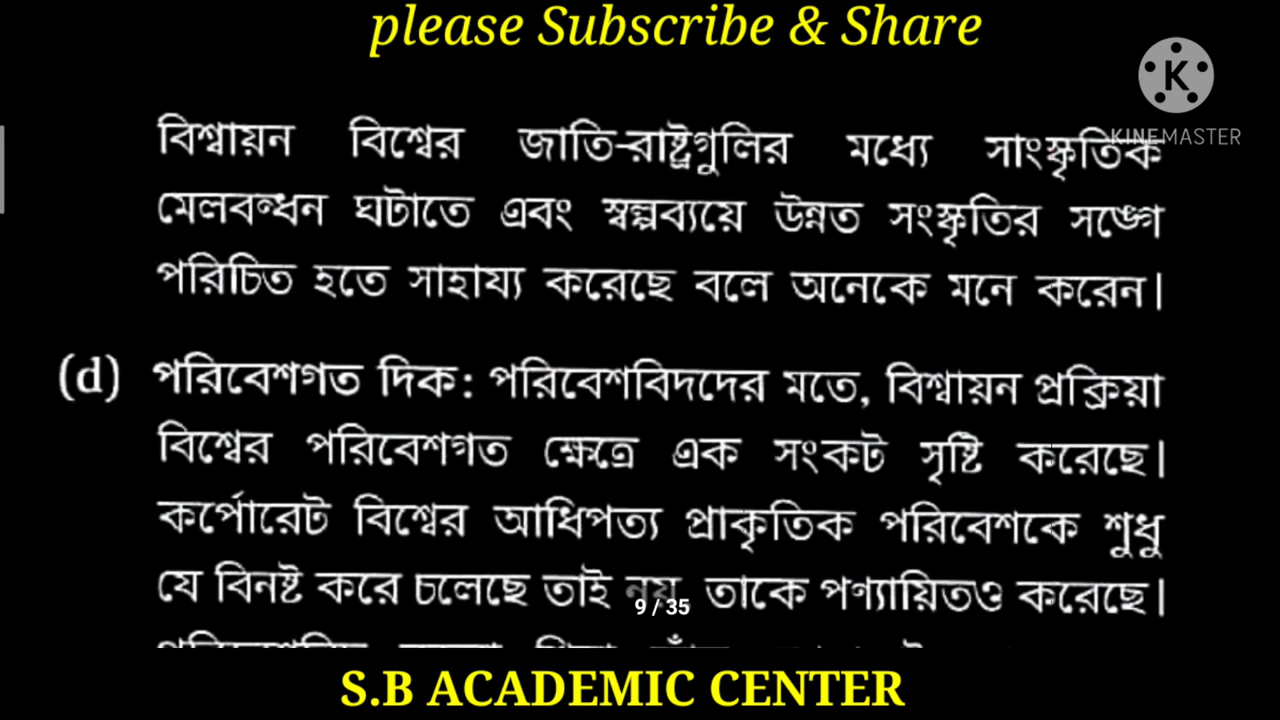 please Subscribe & Share
K
KINEMASTER
বিশ্বায়ন বিশ্বের জাতি-রাষ্ট্রগুলির মধ্যে সাংস্কৃতিক
মেলবন্ধন ঘটাতে এবং স্বল্পব্যয়ে উন্নত সংস্কৃতির সঙ্গে
পরিচিত হতে সাহায্য করেছে বলে অনেকে মনে করেন।
(d) পরিবেশগত দিক: পরিবেশবিদদের মতে, বিশ্বায়ন প্রক্রিয়া
বিশ্বের পরিবেশগত ক্ষেত্রে এক সংকট সৃষ্টি করেছে।
কর্পোরেট বিশ্বের আধিপত্য প্রাকৃতিক পরিবেশকে শুধু
যে বিনষ্ট করে চলেছে তাই নয়, তাকে পণ্যায়িতও করেছে।
9 / 35
S.B ACADEMIC CENTER